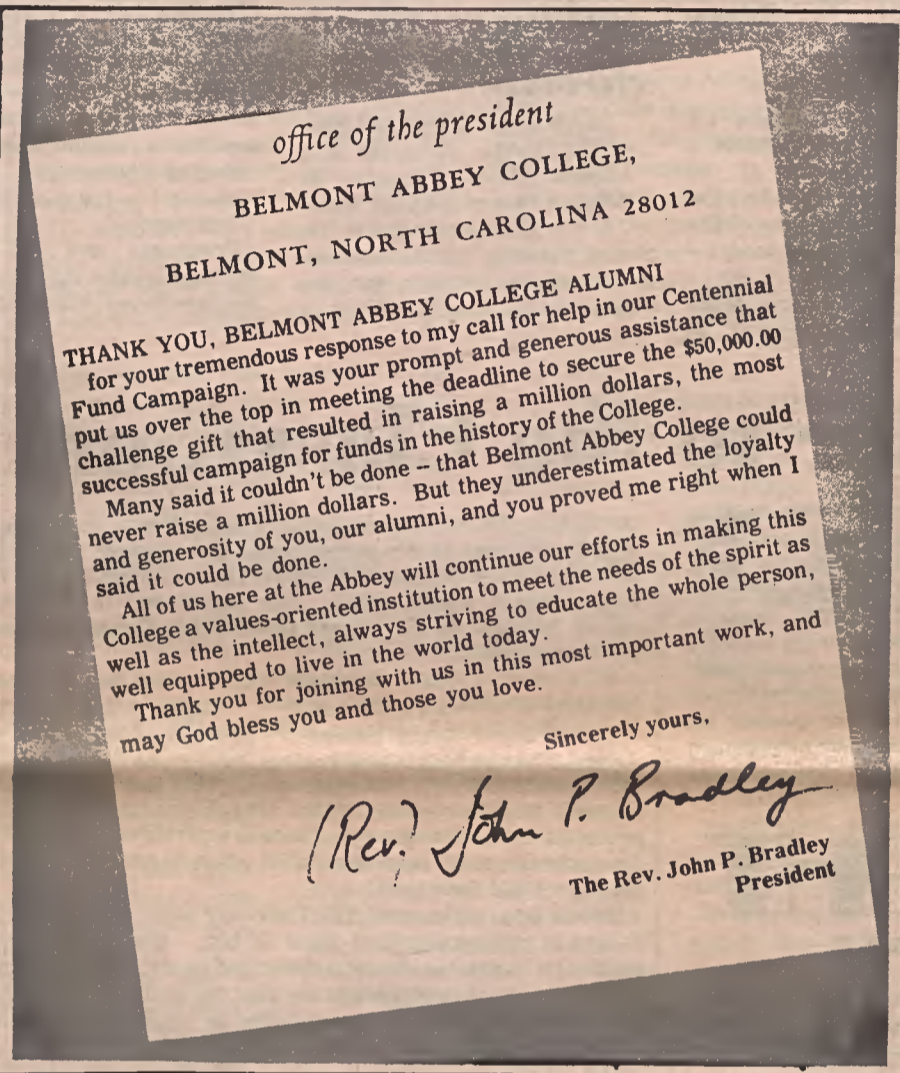 office of the president
BELMONT ABBEY COLLEGE,
BELMONT, NORTH CAROLINA 28012
THANK YOU, BELMONT ABBEY COLLEGE ALUMNI
for your tremendous response to my call for help in our Centennial
Fund Campaign. It was your prompt and generous assistance that
put us over the top in meeting the deadline to secure the $50,000.00
challenge gift that resulted in raising a million dollars, the most
successful campaign for funds in the history of the College.
Many said it couldn't be done -- that Belmont Abbey College could
never raise a million dollars. But they underestimated the loyalty
and generosity of you, our alumni, and you proved me right when I
said it could be done.
All of us here at the Abbey will continue our efforts in making this
College a values-oriented institution to meet the needs of the spirit as
well as the intellect, always striving to educate the whole person,
well equipped to live in the world today.
Thank you for joining with us in this most important work, and
may God bless you and those you love.
Sincerely yours,
(Rev.) John P. Bradley
The Rev. John P. Bradley
President